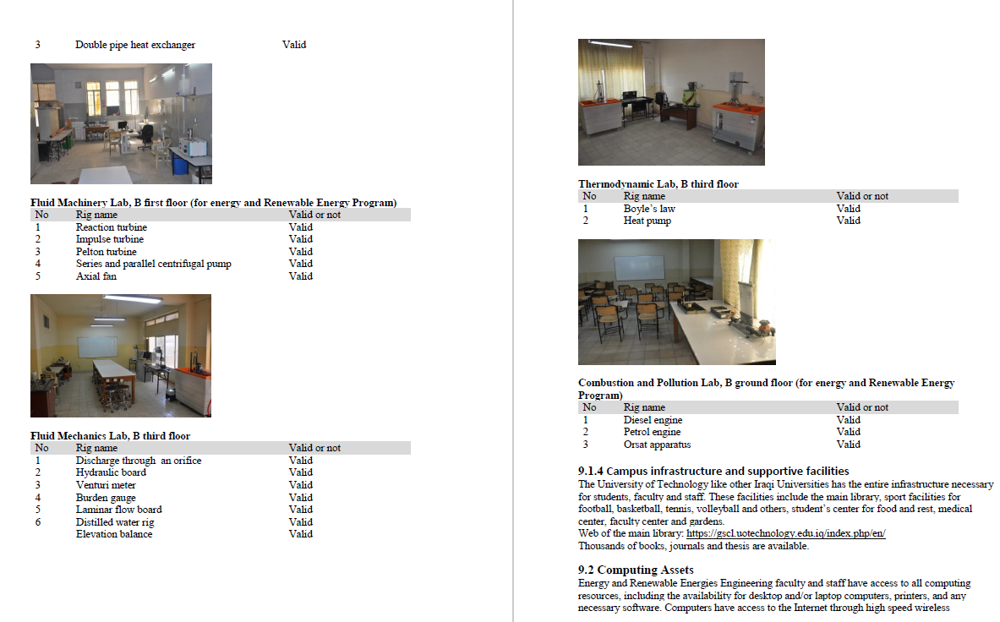 3 Double pipe heat exchanger Valid
Fluid Machinery Lab, B first floor (for energy and Renewable Energy Program)
No Rig name Valid or not
1 Reaction turbine Valid
2 Impulse turbine Valid
3 Pelton turbine Valid
4 Series and parallel centrifugal pump Valid
5 Axial fan Valid
Fluid Mechanics Lab, B third floor
No Rig name Valid or not
1 Discharge through an orifice Valid
2 Hydraulic board Valid
3 Venturi meter Valid
4 Burden gauge Valid
5 Laminar flow board Valid
6 Distilled water rig Valid
Elevation balance Valid
Thermodynamic Lab, B third floor
No Rig name Valid or not
1 Boyle’s law Valid
2 Heat pump Valid
Combustion and Pollution Lab, B ground floor (for energy and Renewable Energy
Program)
No Rig name Valid or not
1 Diesel engine Valid
2 Petrol engine Valid
3 Orsat apparatus Valid
9.1.4 Campus infrastructure and supportive facilities
The University of Technology like other Iraqi Universities has the entire infrastructure necessary
for students, faculty and staff. These facilities include the main library, sport facilities for
football, basketball, tennis, volleyball and others, student’s center for food and rest, medical
center, faculty center and gardens.
Web of the main library: https://gscl.uotechnology.edu.iq/index.php/en/
Thousands of books, journals and thesis are available.
9.2 Computing Assets
Energy and Renewable Energies Engineering faculty and staff have access to all computing
resources, including the availability for desktop and/or laptop computers, printers, and any
necessary software. Computers have access to the Internet through high speed wireless